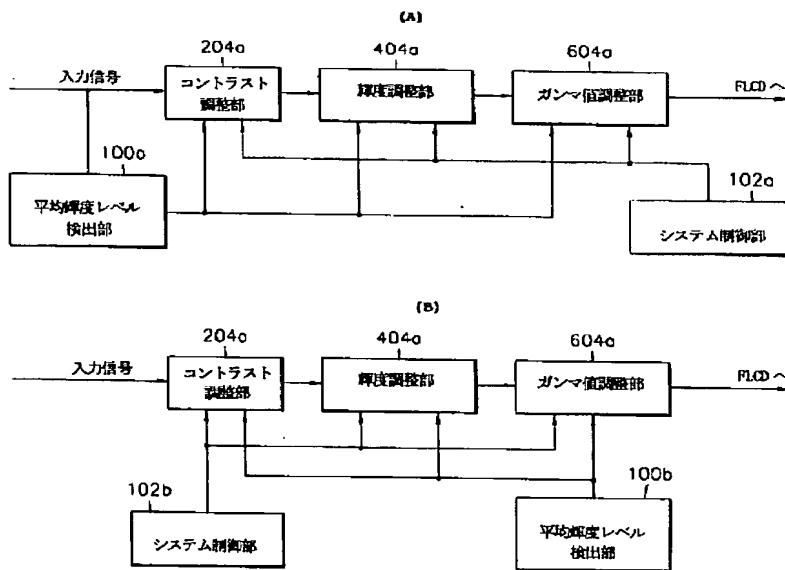 (A)
204a
404a
604a
入力信号
コントラスト
調整部
輝度調整部
ガンマ値調整部
FLCDへ
100a
平均輝度レベル
検出部
102a
システム制御部
(B)
204a
404a
604a
入力信号
コントラスト
調整部
輝度調整部
ガンマ値調整部
FLCDへ
102b
システム制御部
100b
平均輝度レベル
検出部